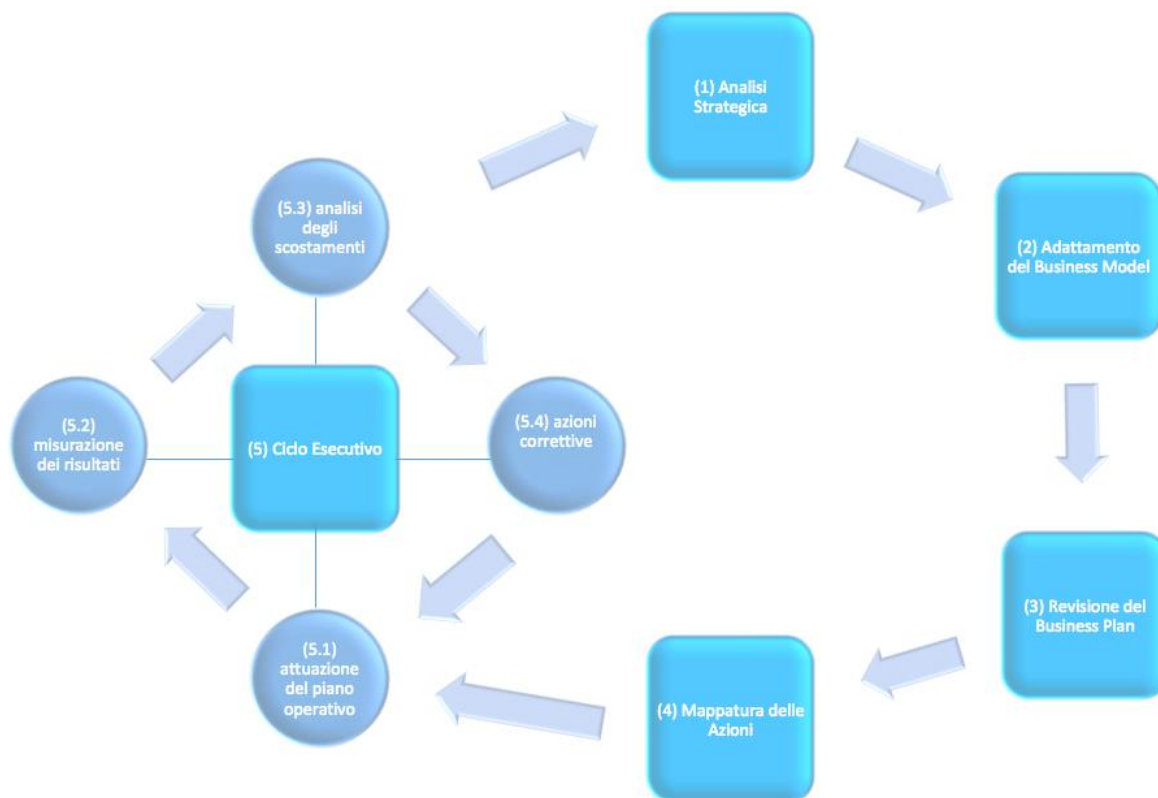 (1) Analisi
Strategica
(2) Adattamento
del Business Model
(3) Revisione del
Business Plan
(4) Mappatura delle
Azioni
(5) Ciclo Esecutivo
(5.1)
attuazione
del piano
operativo
(5.2)
misurazione
dei risultati
(5.3) analisi
degli
scostamenti
(5.4) azioni
correttive